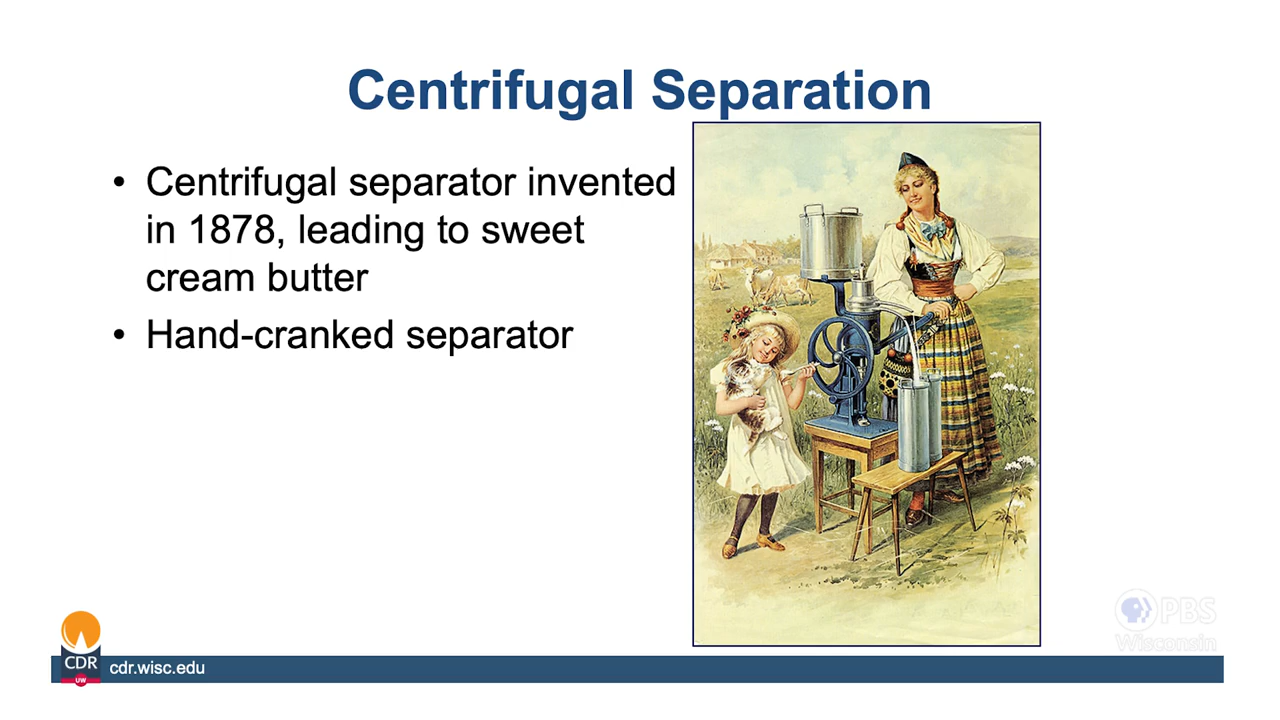 Centrifugal Separation
• Centrifugal separator invented
in 1878, leading to sweet
cream butter
• Hand-cranked separator
PBS
Wisconsin
CDR
UW
cdr.wisc.edu